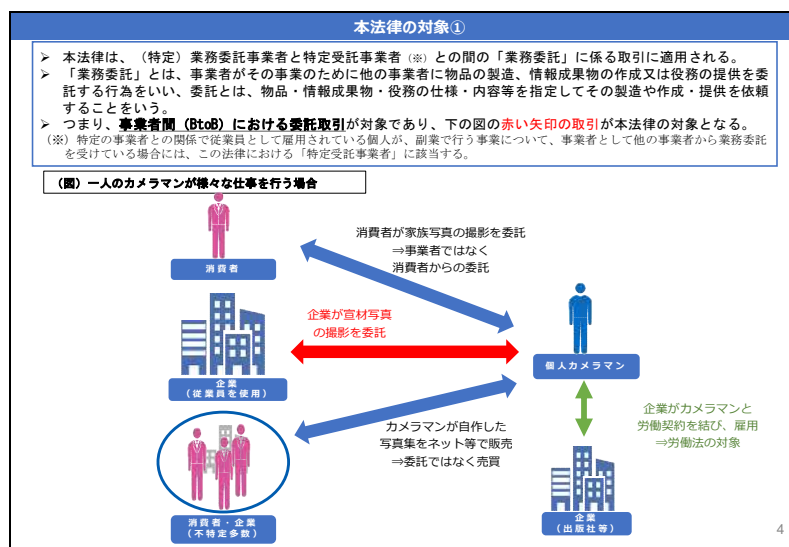 本法律の対象①
➢ 本法律は、（特定）業務委託事業者と特定受託事業者（※）との間の「業務委託」に係る取引に適用される。
➢ 「業務委託」とは、事業者がその事業のために他の事業者に物品の製造、情報成果物の作成又は役務の提供を委
託する行為をいい、委託とは、物品・情報成果物・役務の仕様・内容等を指定してその製造や作成・提供を依頼
することをいう。
➢ つまり、事業者間（BtoB）における委託取引が対象であり、下の図の赤い矢印の取引が本法律の対象となる。
（※）特定の事業者との関係で従業員として雇用されている個人が、副業で行う事業について、事業者として他の事業者から業務委託
を受けている場合には、この法律における「特定受託事業者」に該当する。
（図）一人のカメラマンが様々な仕事を行う場合
消費者が家族写真の撮影を委託
⇒事業者ではなく
消費者からの委託
消費者
企業が宣材写真
の撮影を委託
個人カメラマン
企業
（従業員を使用）
カメラマンが自作した
写真集をネット等で販売
⇒委託ではなく売買
企業がカメラマンと
労働契約を結び、雇用
⇒労働法の対象
消費者・企業
（不特定多数）
企業
（出版社等）
4